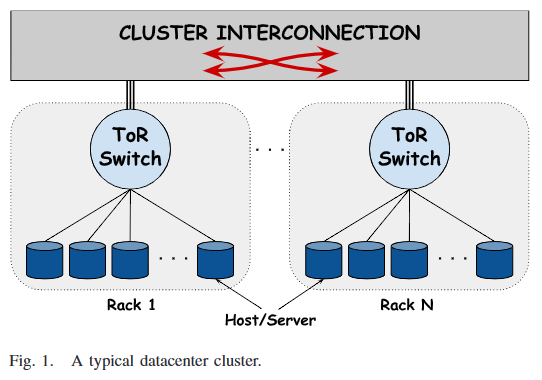 CLUSTER INTERCONNECTION
ToR
Switch
. . .
ToR
Switch
. . .
. . .
Rack 1
Rack N
Host/Server
Fig. 1. A typical datacenter cluster.